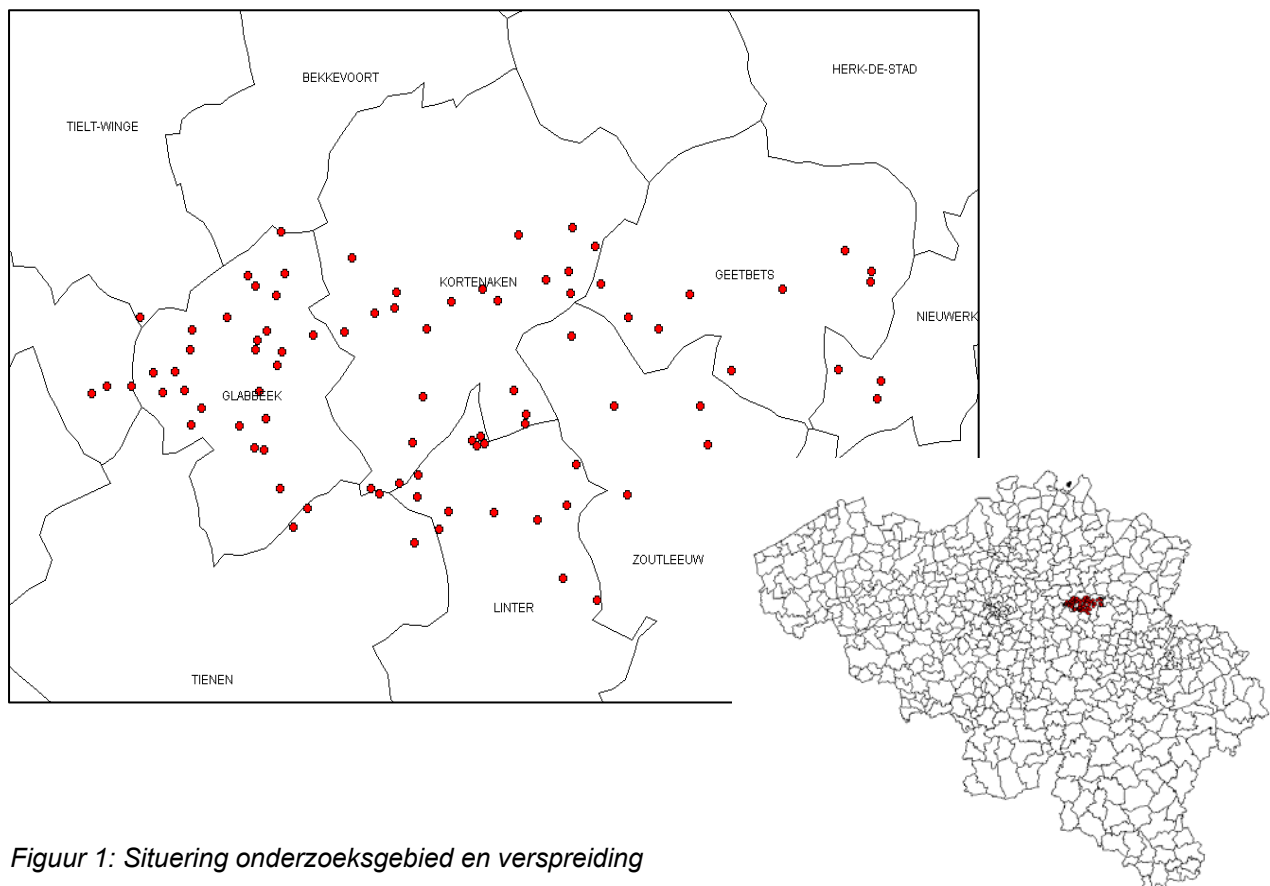 HERK-DE-STAD
BEKKEVOORT
TIELT-WINGE
GEETBETS
KORTENAKEN
NIEUWERK
GLABBEEK
ZOUTLEEUW
LINTER
TIENEN
Figuur 1: Situering onderzoeksgebied en verspreiding